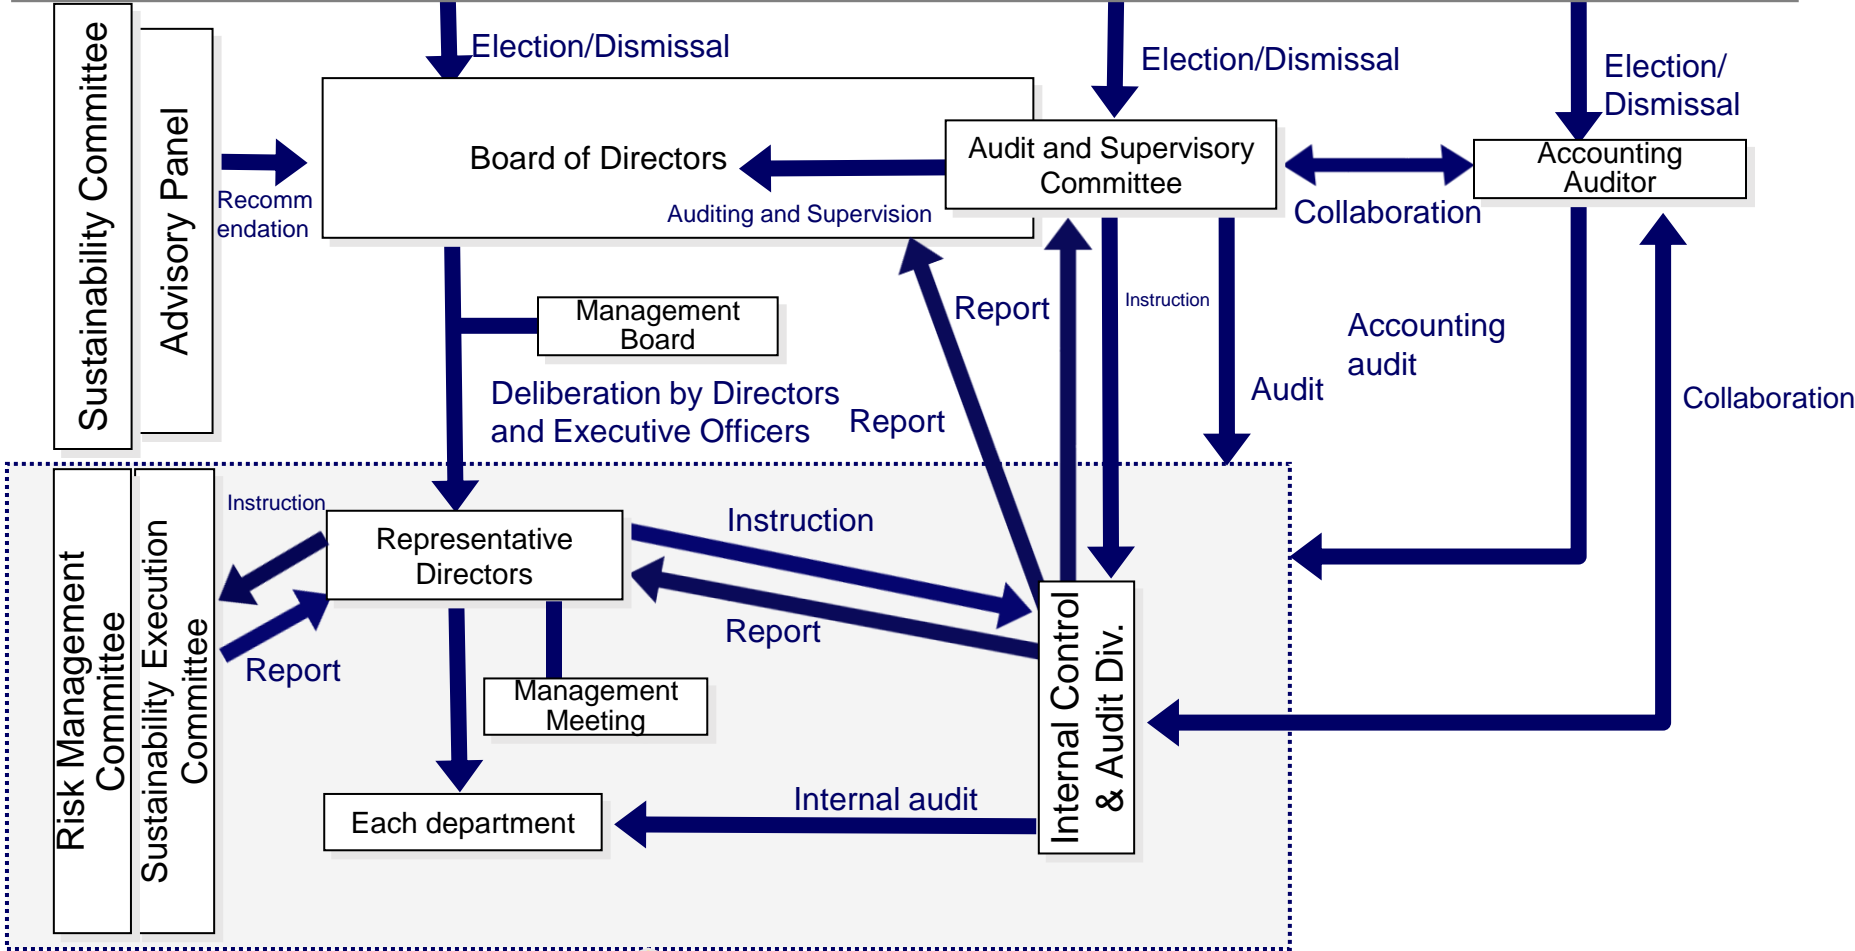 Election/Dismissal
Election/Dismissal
Election/
Dismissal
Sustainability Committee
Advisory Panel
Recomm
endation
Board of Directors
Auditing and Supervision
Audit and Supervisory
Committee
Collaboration
Accounting
Auditor
Management
Board
Report
Instruction
Accounting
audit
Deliberation by Directors
and Executive Officers
Report
Audit
Collaboration
Risk Management
Committee
Sustainability Execution
Committee
Instruction
Representative
Directors
Instruction
Report
Report
Management
Meeting
Internal Control
& Audit Div.
Internal audit
Each department